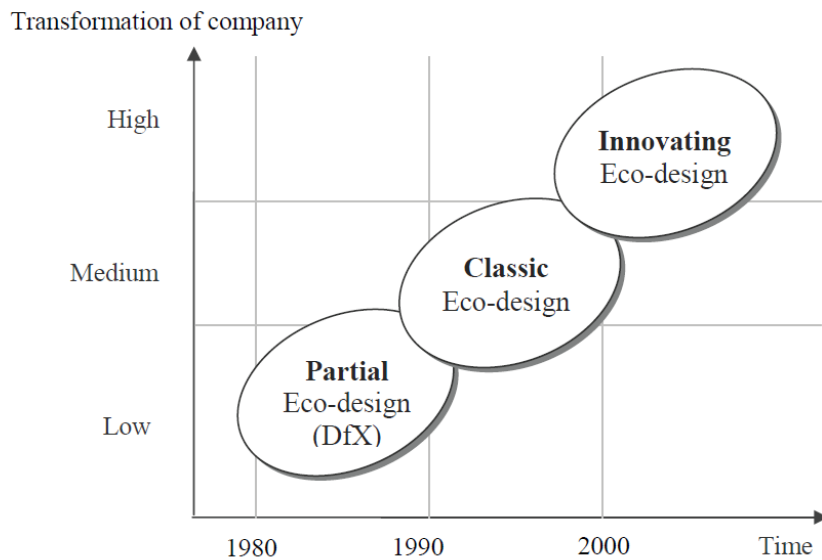 Transformation of company
High
Innovating
Eco-design
Medium
Classic
Eco-design
Partial
Eco-design
(DfX)
Low
1980
1990
2000
Time